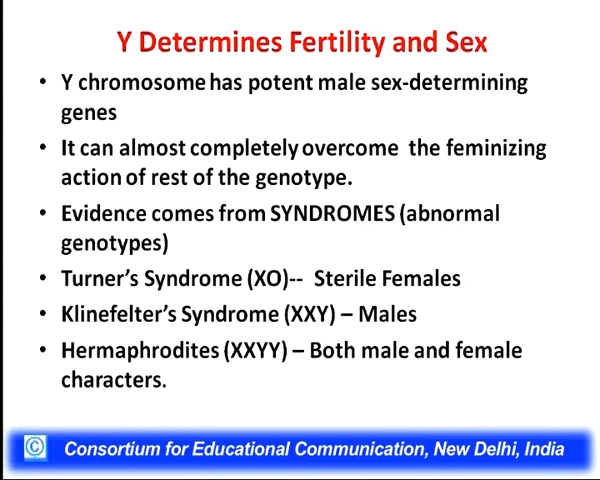 Y Determines Fertility and Sex
• Y chromosome has potent male sex-determining
genes
• It can almost completely overcome the feminizing
action of rest of the genotype.
• Evidence comes from SYNDROMES (abnormal
genotypes)
• Turner's Syndrome (XO)-- Sterile Females
• Klinefelter's Syndrome (XXY) – Males
• Hermaphrodites (XXYY) – Both male and female
characters.
© Consortium for Educational Communication, New Delhi, India